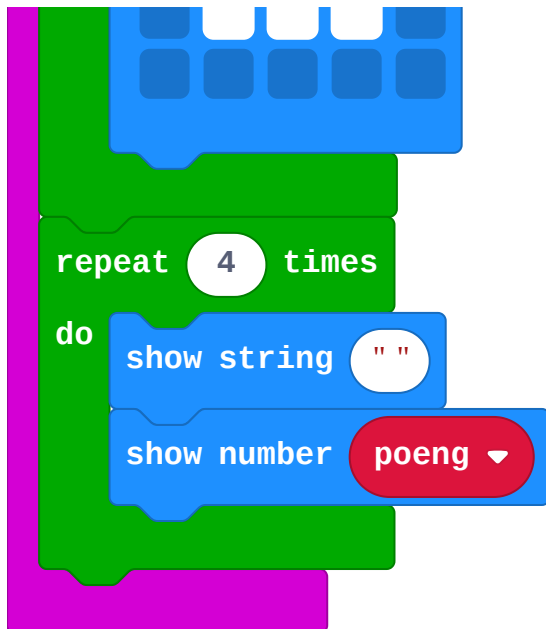 repeat 4 times
do
show string " "
show number poeng